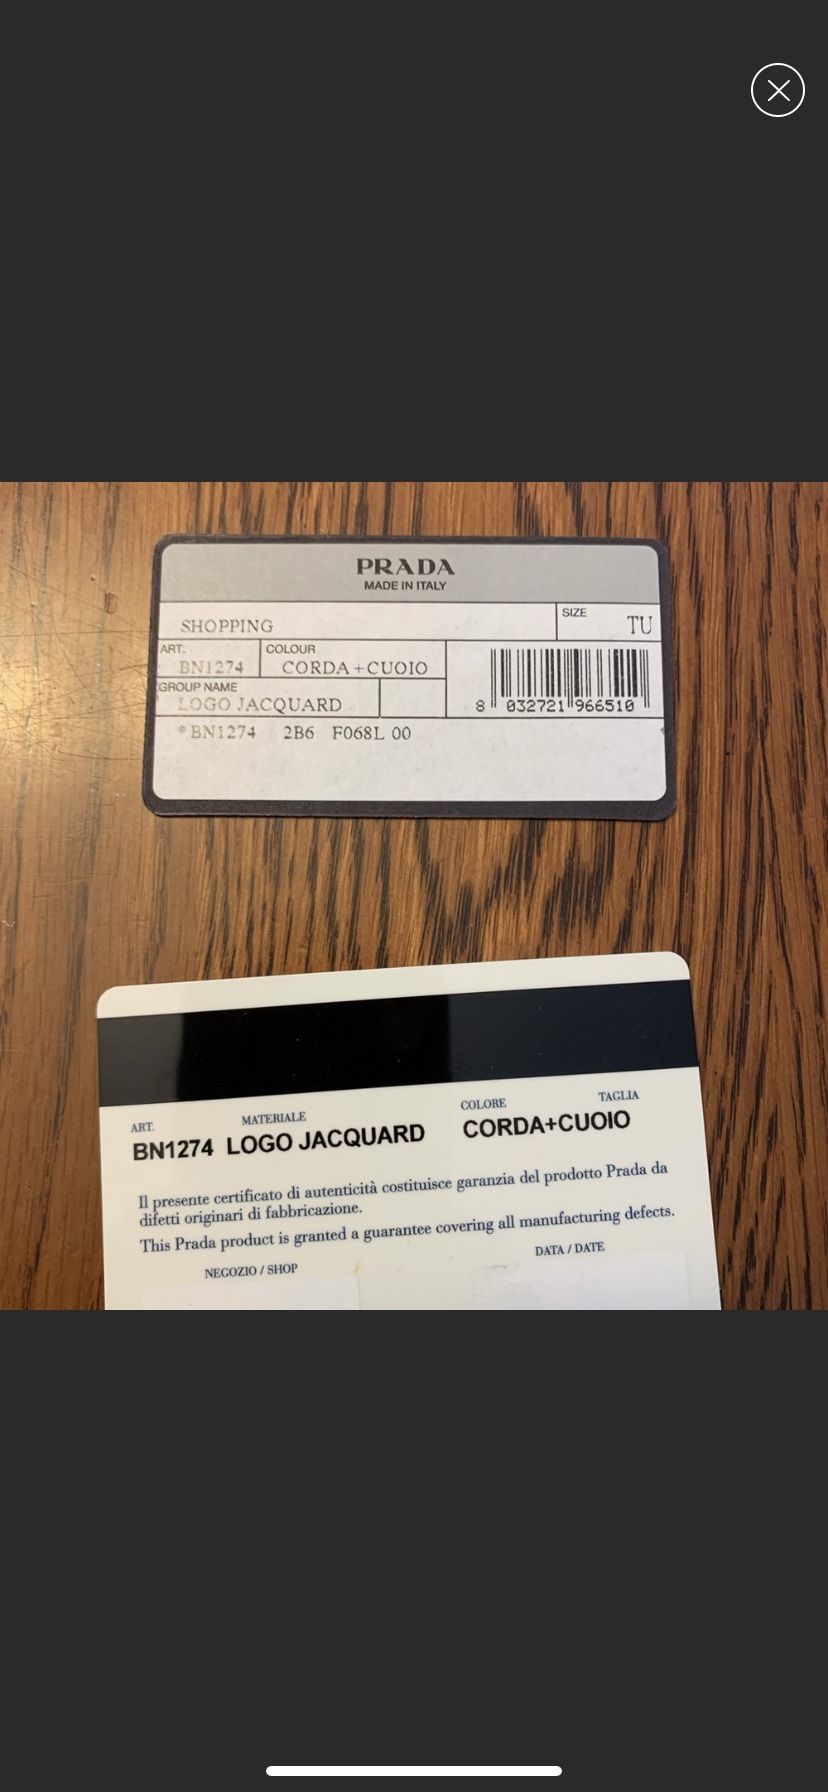 PRADA
MADE IN ITALY
SHOPPING
SIZE
TU
ART.
BN1274
COLOUR
CORDA+CUOIO
GROUP NAME
LOGO JACQUARD
8 032721 966510
*BN1274 2B6 F068L 00
ART. MATERIALE COLORE TAGLIA
BN1274 LOGO JACQUARD CORDA+CUOIO
Il presente certificato di autenticità costituisce garanzia del prodotto Prada da
difetti originari di fabbricazione.
This Prada product is granted a guarantee covering all manufacturing defects.
NEGOZIO / SHOP DATA / DATE